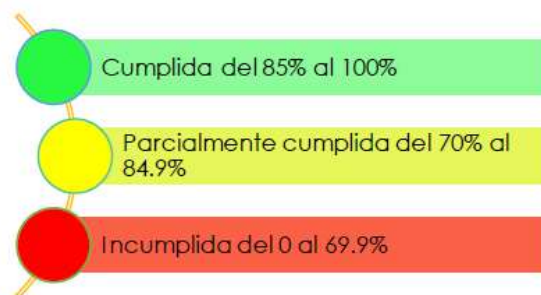 Cumplida del 85% al 100%
Parcialmente cumplida del 70% al
84.9%
Incumplida del 0 al 69.9%